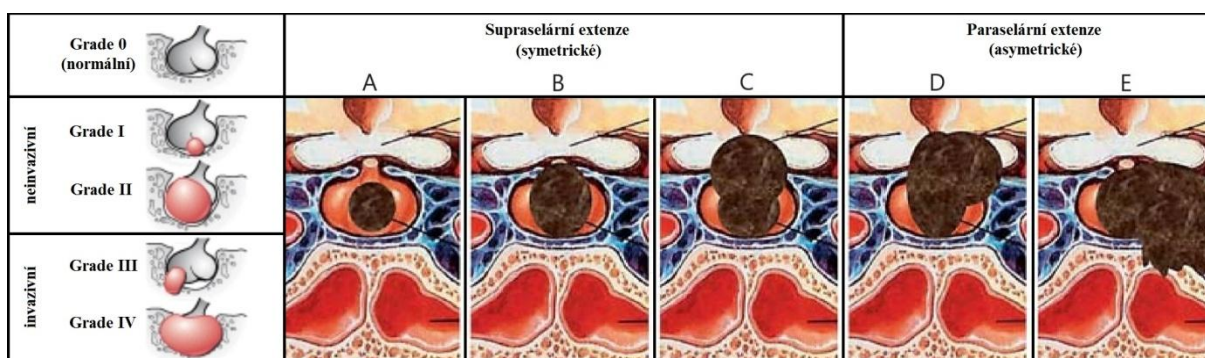 Grade 0
(normální)
Supraselární extenze
(symetrické)
Paraselární extenze
(asymetrické)
A
B
C
D
E
neinvazivní
Grade I
Grade II
invazivní
Grade III
Grade IV